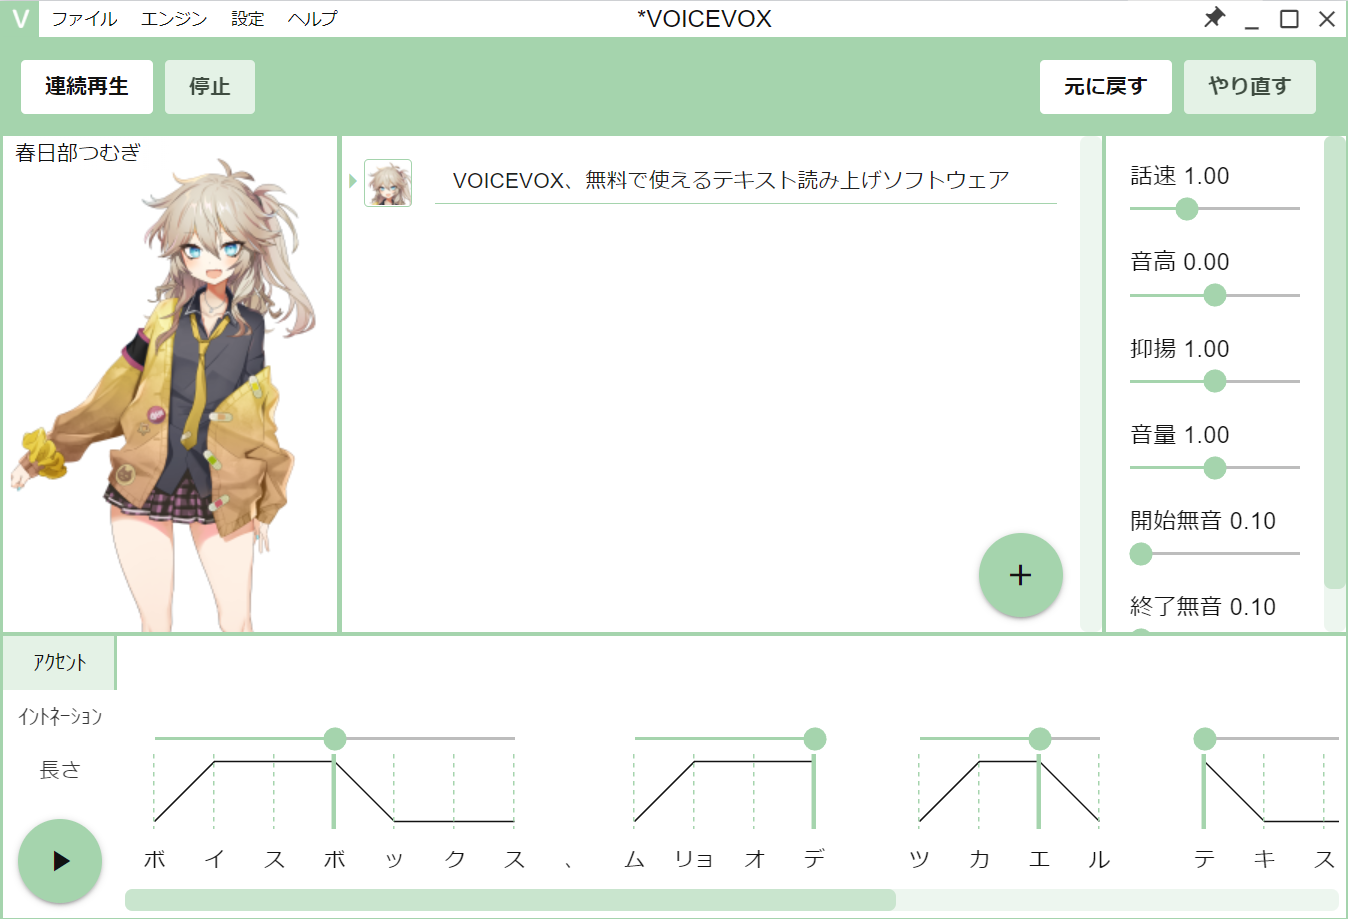 V ファイル エンジン 設定 ヘルプ *VOICEVOX
連続再生 停止 元に戻す やり直す
春日部つむぎ
VOICEVOX、無料で使えるテキスト読み上げソフトウェア
話速 1.00
音高 0.00
抑揚 1.00
音量 1.00
開始無音 0.10
終了無音 0.10
+
ｱｸｾﾝﾄ
ｲﾝﾄﾈｰｼｮﾝ
長さ
ボ イ ス ボ ッ ク ス 、 ム リョ オ デ ツ カ エ ル テ キ ス